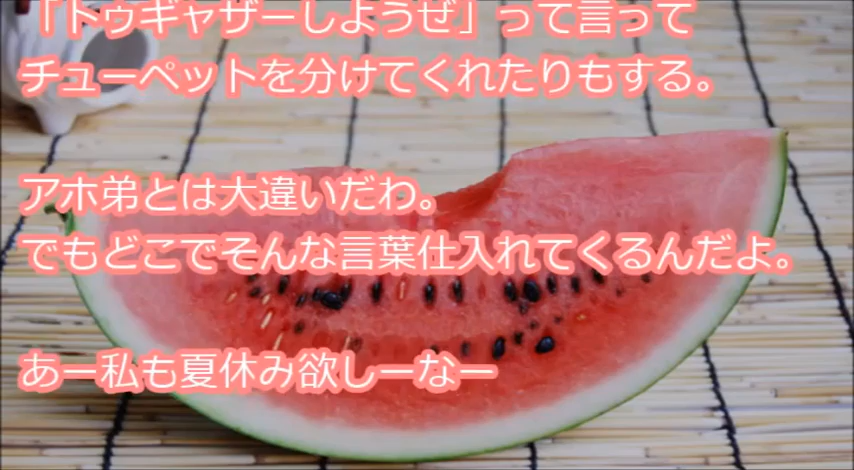 「トゥギャザーしようぜ」って言って
チューペットを分けてくれたりもする。
アホ弟とは大違いだわ。
でもどこでそんな言葉仕入れてくるんだよ。
あー私も夏休み欲しーなー